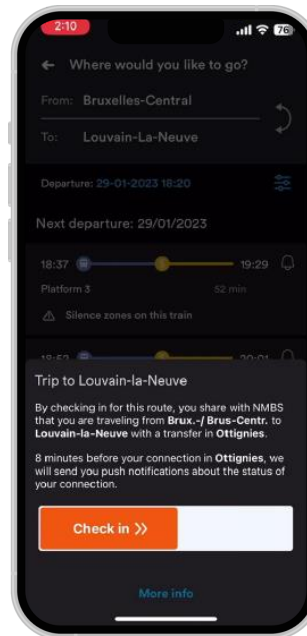 2:10
76
Where would you like to go?
From: Bruxelles-Central
To: Louvain-La-Neuve
Departure: 29-01-2023 18:20
Next departure: 29/01/2023
18:37 19:29
Platform 3 52 min
Silence zones on this train
18:52 20:01
Trip to Louvain-la-Neuve
By checking in for this route, you share with NMBS
that you are traveling from Brux.-/ Brus-Centr. to
Louvain-la-Neuve with a transfer in Ottignies.
8 minutes before your connection in Ottignies, we
will send you push notifications about the status of
your connection.
Check in >>
More info